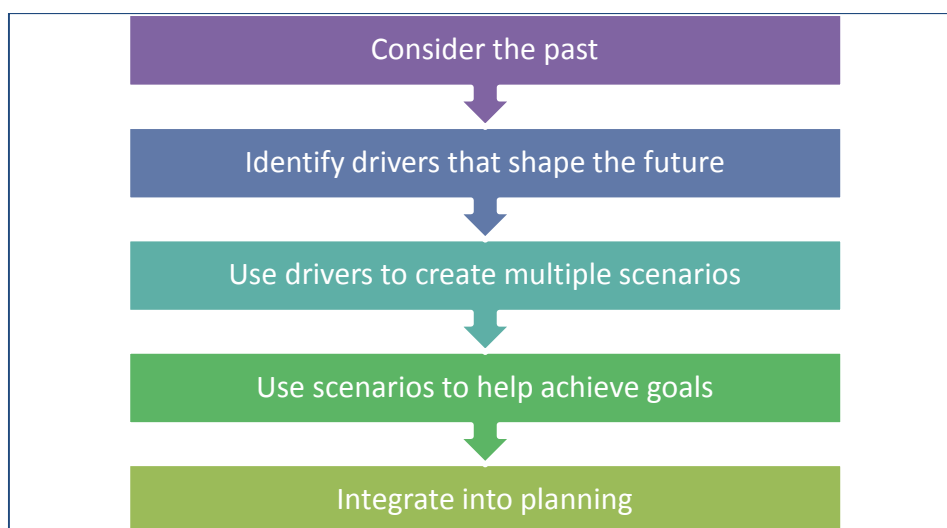 Consider the past
Identify drivers that shape the future
Use drivers to create multiple scenarios
Use scenarios to help achieve goals
Integrate into planning